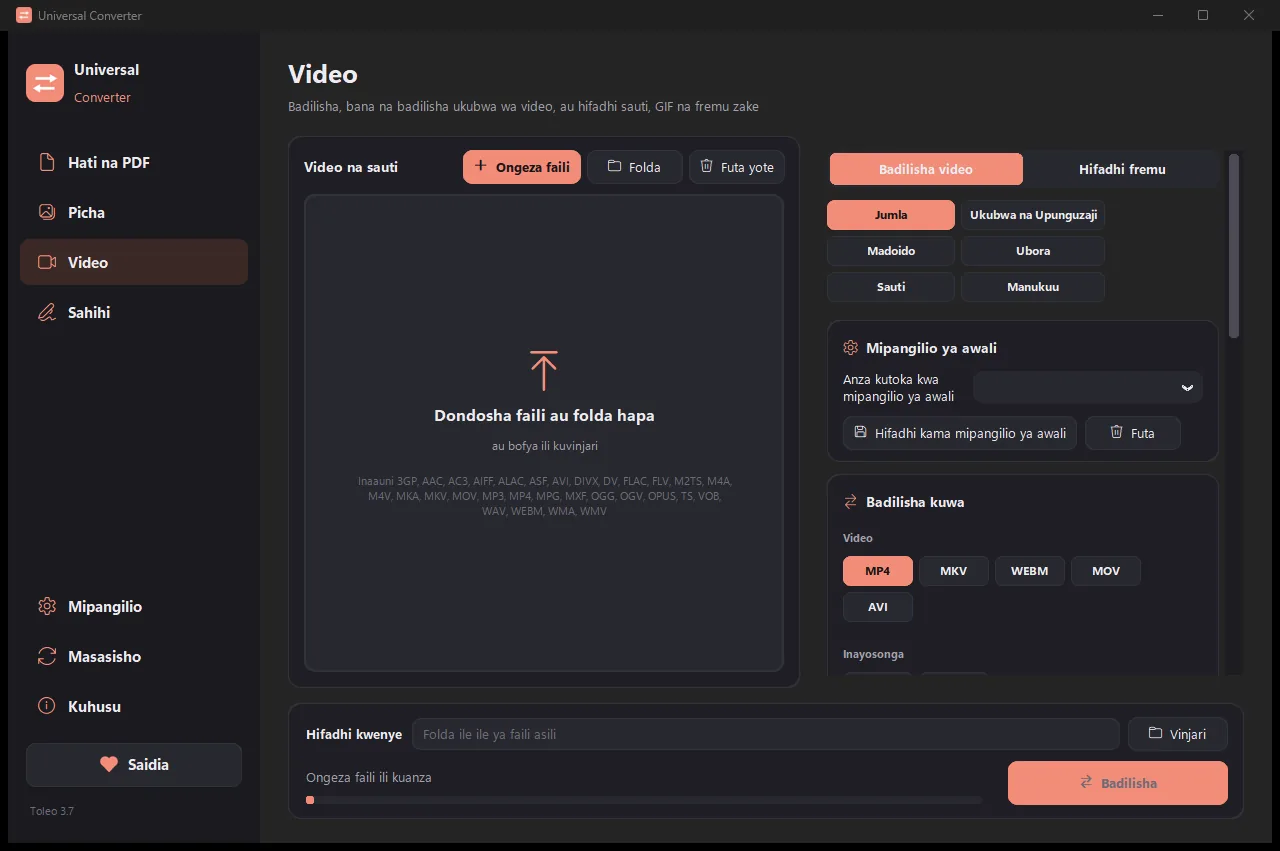 Universal Converter
Universal
Converter
Hati na PDF
Picha
Video
Sahihi
Mipangilio
Masasisho
Kuhusu
Saidia
Toleo 3.7
Video
Badilisha, bana na badilisha ukubwa wa video, au hifadhi sauti, GIF na fremu zake
Video na sauti
Ongeza faili
Folda
Futa yote
Dondosha faili au folda hapa
au bofya ili kuvinjari
Inaauni 3GP, AAC, AC3, AIFF, ALAC, ASF, AVI, DIVX, DV, FLAC, FLV, M2TS, M4A,
M4V, MKA, MKV, MOV, MP3, MP4, MPG, MXF, OGG, OGV, OPUS, TS, VOB,
WAV, WEBM, WMA, WMV
Badilisha video
Hifadhi fremu
Jumla
Ukubwa na Upunguzaji
Madoido
Ubora
Sauti
Manukuu
Mipangilio ya awali
Anza kutoka kwa
mipangilio ya awali
Hifadhi kama mipangilio ya awali
Futa
Badilisha kuwa
Video
MP4
MKV
WEBM
MOV
AVI
Inayosonga
Hifadhi kwenye
Folda ile ile ya faili asili
Vinjari
Ongeza faili ili kuanza
Badilisha